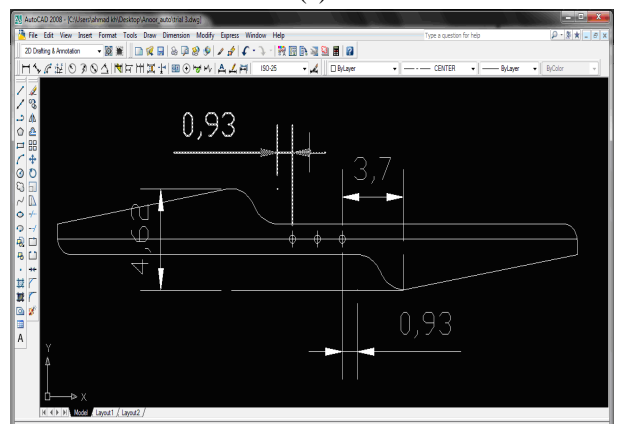 AutoCAD 2008 - [C:\Users\ahmad kh\Desktop\Anoor_auto\trial 3.dwg]
File Edit View Insert Format Tools Draw Dimension Modify Express Window Help Type a question for help
2D Drafting & Annotation
ISO-25 ByLayer CENTER ByLayer ByColor
0,93
3,7
4,62
0,93
Y
X
A
Model Layout1 Layout2